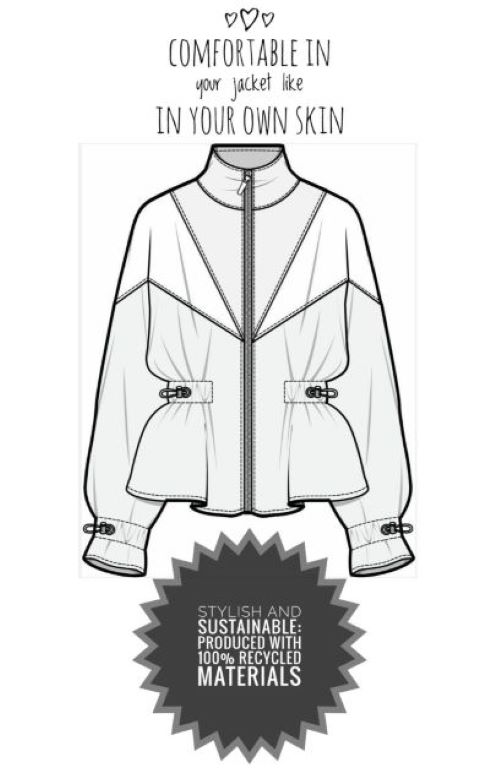 COMFORTABLE IN
your jacket like
IN YOUR OWN SKIN
STYLISH AND
SUSTAINABLE:
PRODUCED WITH
100% RECYCLED
MATERIALS